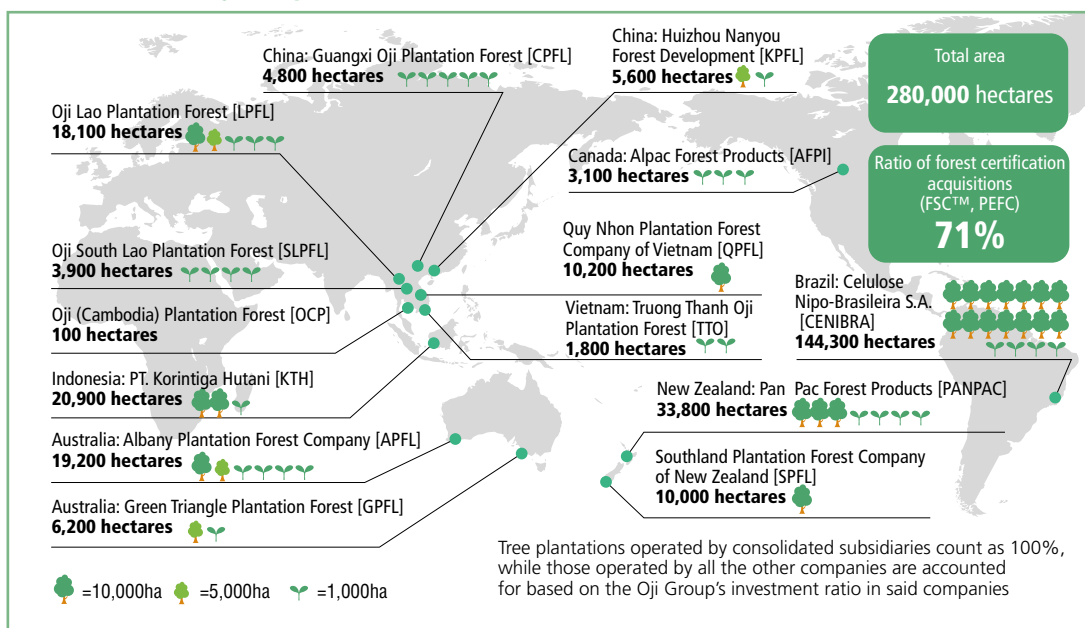 China: Guangxi Oji Plantation Forest [CPFL]
4,800 hectares
China: Huizhou Nanyou
Forest Development [KPFL]
5,600 hectares
Total area
280,000 hectares
Oji Lao Plantation Forest [LPFL]
18,100 hectares
Canada: Alpac Forest Products [AFPI]
3,100 hectares
Ratio of forest certification
acquisitions
(FSC™, PEFC)
71%
Oji South Lao Plantation Forest [SLPFL]
3,900 hectares
Quy Nhon Plantation Forest
Company of Vietnam [QPFL]
10,200 hectares
Oji (Cambodia) Plantation Forest [OCP]
100 hectares
Vietnam: Truong Thanh Oji
Plantation Forest [TTO]
1,800 hectares
Brazil: Celulose
Nipo-Brasileira S.A.
[CENIBRA]
144,300 hectares
Indonesia: PT. Korintiga Hutani [KTH]
20,900 hectares
New Zealand: Pan Pac Forest Products [PANPAC]
33,800 hectares
Australia: Albany Plantation Forest Company [APFL]
19,200 hectares
Southland Plantation Forest Company
of New Zealand [SPFL]
10,000 hectares
Australia: Green Triangle Plantation Forest [GPFL]
6,200 hectares
Tree plantations operated by consolidated subsidiaries count as 100%,
while those operated by all the other companies are accounted
for based on the Oji Group's investment ratio in said companies
=10,000ha =5,000ha =1,000ha